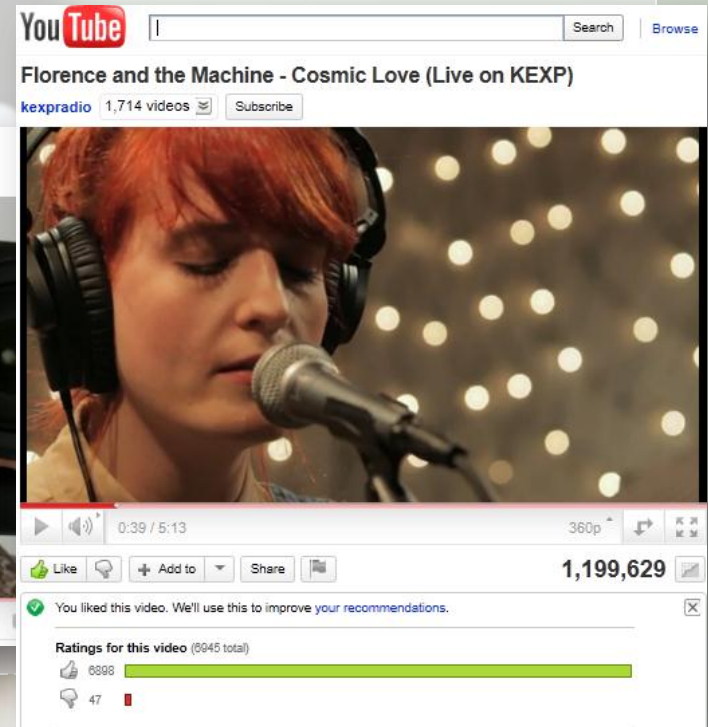 YouTube Search Browse
Florence and the Machine - Cosmic Love (Live on KEXP)
kexpradio 1,714 videos Subscribe
0:39 / 5:13 360p
Like Add to Share 1,199,629
You liked this video. We'll use this to improve your recommendations.
Ratings for this video (6945 total)
6898
47